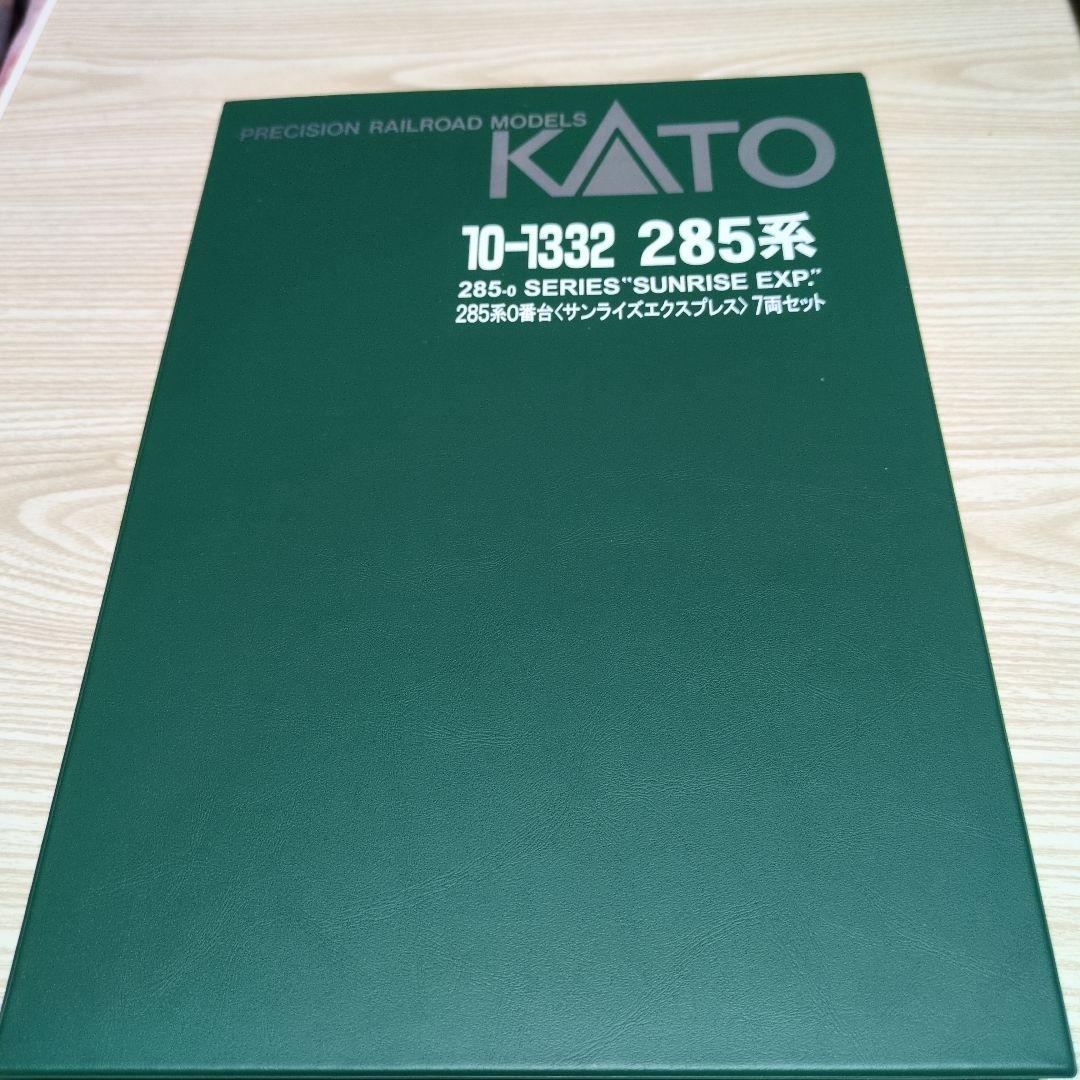 PRECISION RAILROAD MODELS
KATO
10-1332 285系
285-0 SERIES "SUNRISE EXP."
285系0番台〈サンライズエクスプレス〉7両セット